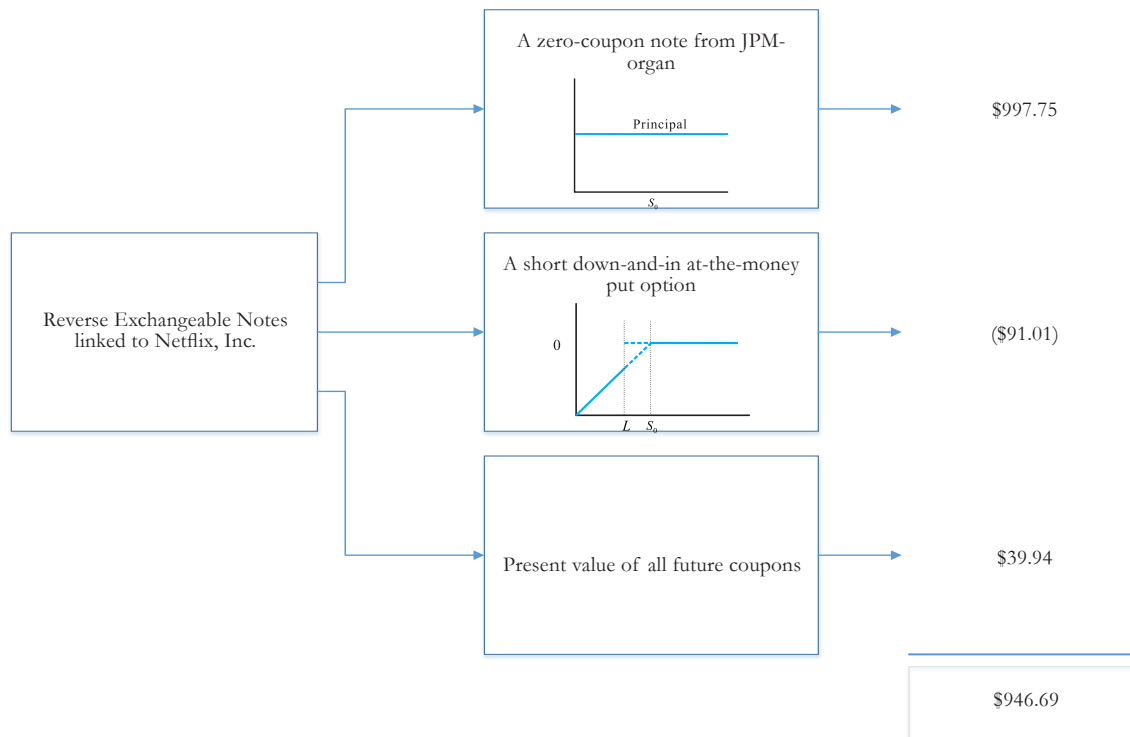 A zero-coupon note from JPM-
organ
Principal
S₀
$997.75
Reverse Exchangeable Notes
linked to Netflix, Inc.
A short down-and-in at-the-money
put option
0
L S₀
($91.01)
Present value of all future coupons
$39.94
$946.69